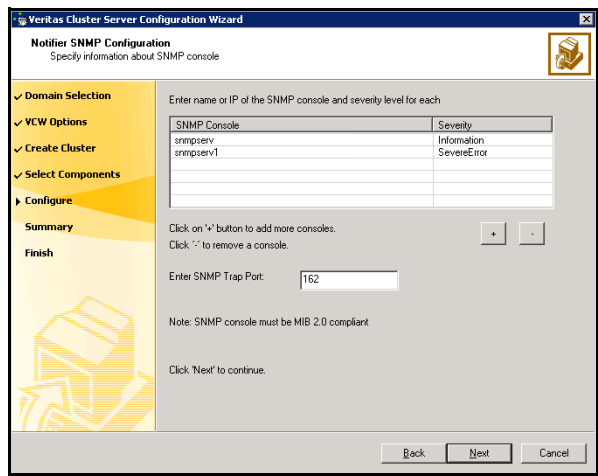 Veritas Cluster Server Configuration Wizard
Notifier SNMP Configuration
Specify information about SNMP console
Domain Selection
VCW Options
Create Cluster
Select Components
Configure
Summary
Finish
Enter name or IP of the SNMP console and severity level for each
SNMP Console Severity
snmpserv Information
snmpserv1 SevereError
Click on '+' button to add more consoles.
Click '-' to remove a console.
+ -
Enter SNMP Trap Port: 162
Note: SNMP console must be MIB 2.0 compliant
Click 'Next' to continue.
Back Next Cancel